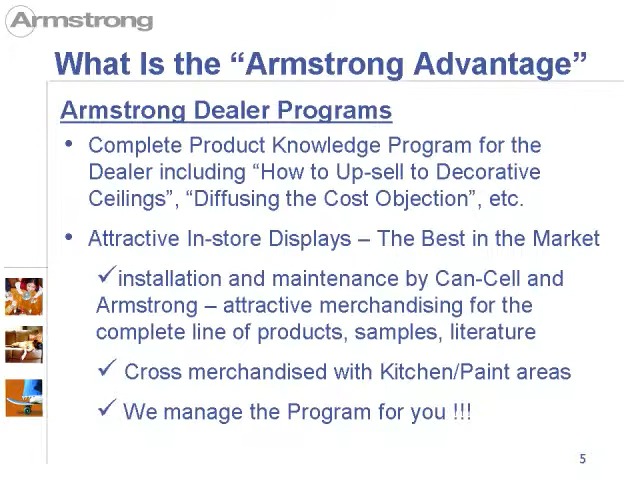 Armstrong
What Is the “Armstrong Advantage”
Armstrong Dealer Programs
• Complete Product Knowledge Program for the
Dealer including “How to Up-sell to Decorative
Ceilings”, “Diffusing the Cost Objection”, etc.
• Attractive In-store Displays – The Best in the Market
✓installation and maintenance by Can-Cell and
Armstrong – attractive merchandising for the
complete line of products, samples, literature
✓ Cross merchandised with Kitchen/Paint areas
✓ We manage the Program for you !!!
5